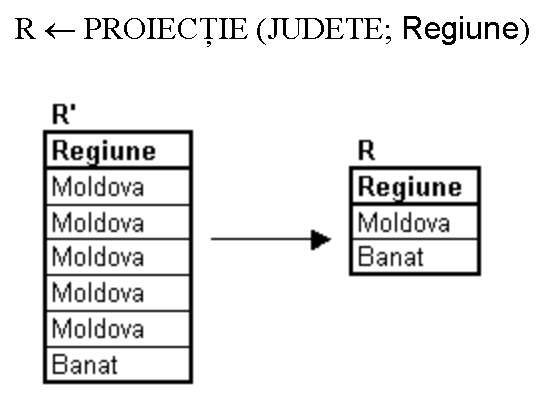 R ← PROIECȚIE (JUDETE; Regiune)
R'
Regiune
Moldova
Moldova
Moldova
Moldova
Moldova
Banat
R
Regiune
Moldova
Banat